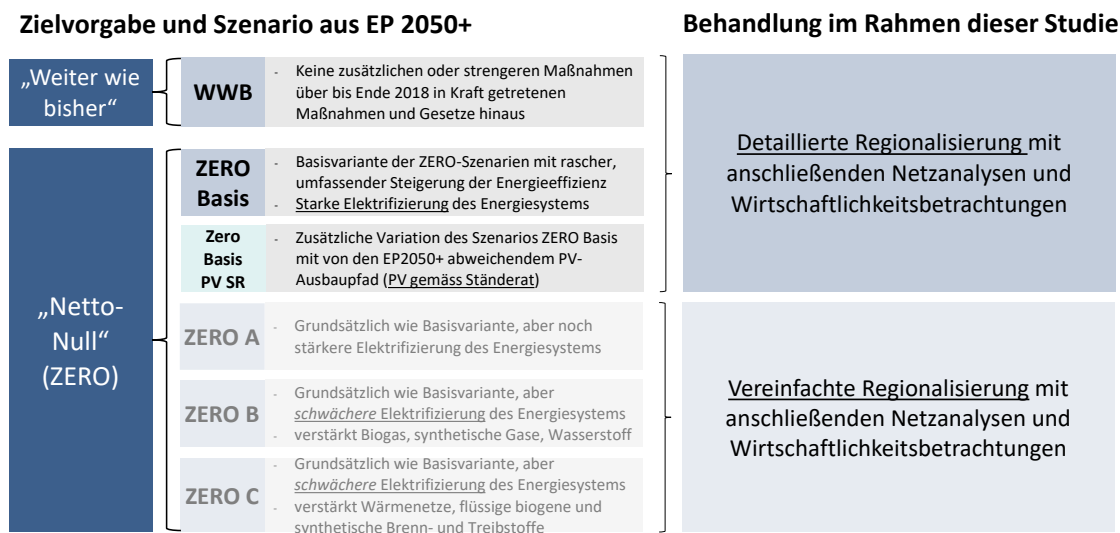 Zielvorgabe und Szenario aus EP 2050+
Behandlung im Rahmen dieser Studie
„Weiter wie
bisher“
WWB
- Keine zusätzlichen oder strengeren Maßnahmen
über bis Ende 2018 in Kraft getretenen
Maßnahmen und Gesetze hinaus
„Netto-
Null“
(ZERO)
ZERO
Basis
- Basisvariante der ZERO-Szenarien mit rascher,
umfassender Steigerung der Energieeffizienz
- Starke Elektrifizierung des Energiesystems
Zero
Basis
PV SR
- Zusätzliche Variation des Szenarios ZERO Basis
mit von den EP2050+ abweichendem PV-
Ausbaupfad (PV gemäss Ständerat)
ZERO A
- Grundsätzlich wie Basisvariante, aber noch
stärkere Elektrifizierung des Energiesystems
ZERO B
- Grundsätzlich wie Basisvariante, aber
schwächere Elektrifizierung des Energiesystems
- verstärkt Biogas, synthetische Gase, Wasserstoff
ZERO C
- Grundsätzlich wie Basisvariante, aber
schwächere Elektrifizierung des Energiesystems
- verstärkt Wärmenetze, flüssige biogene und
synthetische Brenn- und Treibstoffe
Detaillierte Regionalisierung mit
anschließenden Netzanalysen und
Wirtschaftlichkeitsbetrachtungen
Vereinfachte Regionalisierung mit
anschließenden Netzanalysen und
Wirtschaftlichkeitsbetrachtungen